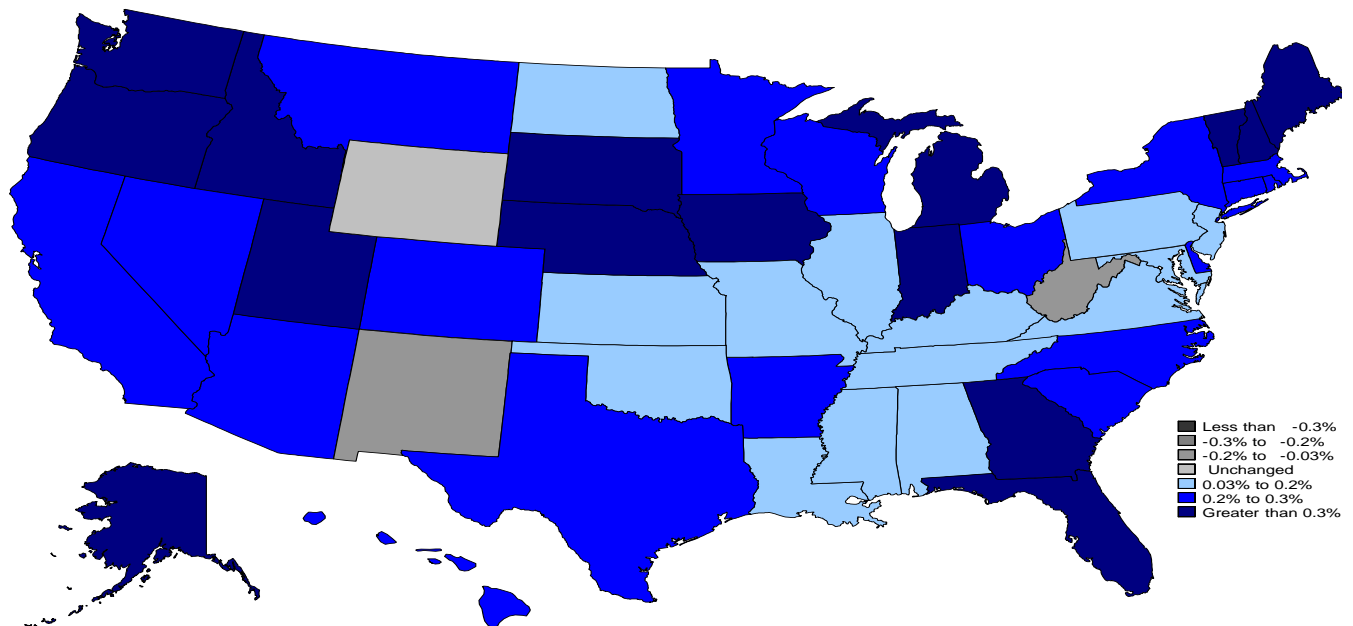 Less than -0.3%
-0.3% to -0.2%
-0.2% to -0.03%
Unchanged
0.03% to 0.2%
0.2% to 0.3%
Greater than 0.3%